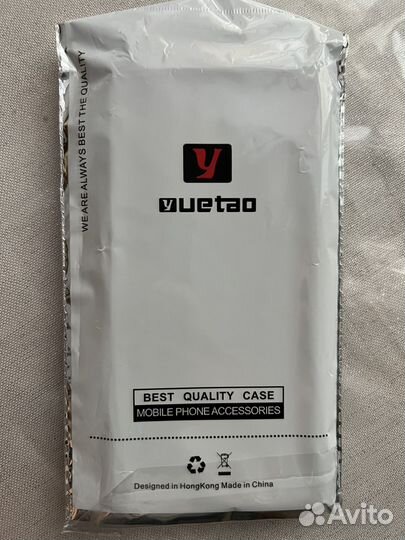 WE ARE ALWAYS BEST THE QUALITY
y
yuetao
BEST QUALITY CASE
MOBILE PHONE ACCESSORIES
Designed in HongKong Made in China
Avito